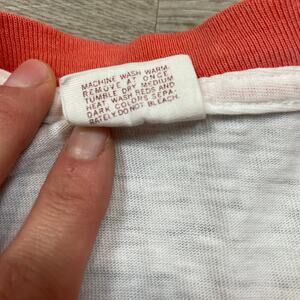 MACHINE WASH WARM.
REMOVE AT ONCE.
TUMBLE DRY MEDIUM
HEAT. WASH REDS AND
DARK COLORS SEPA-
RATELY.DO NOT BLEACH.